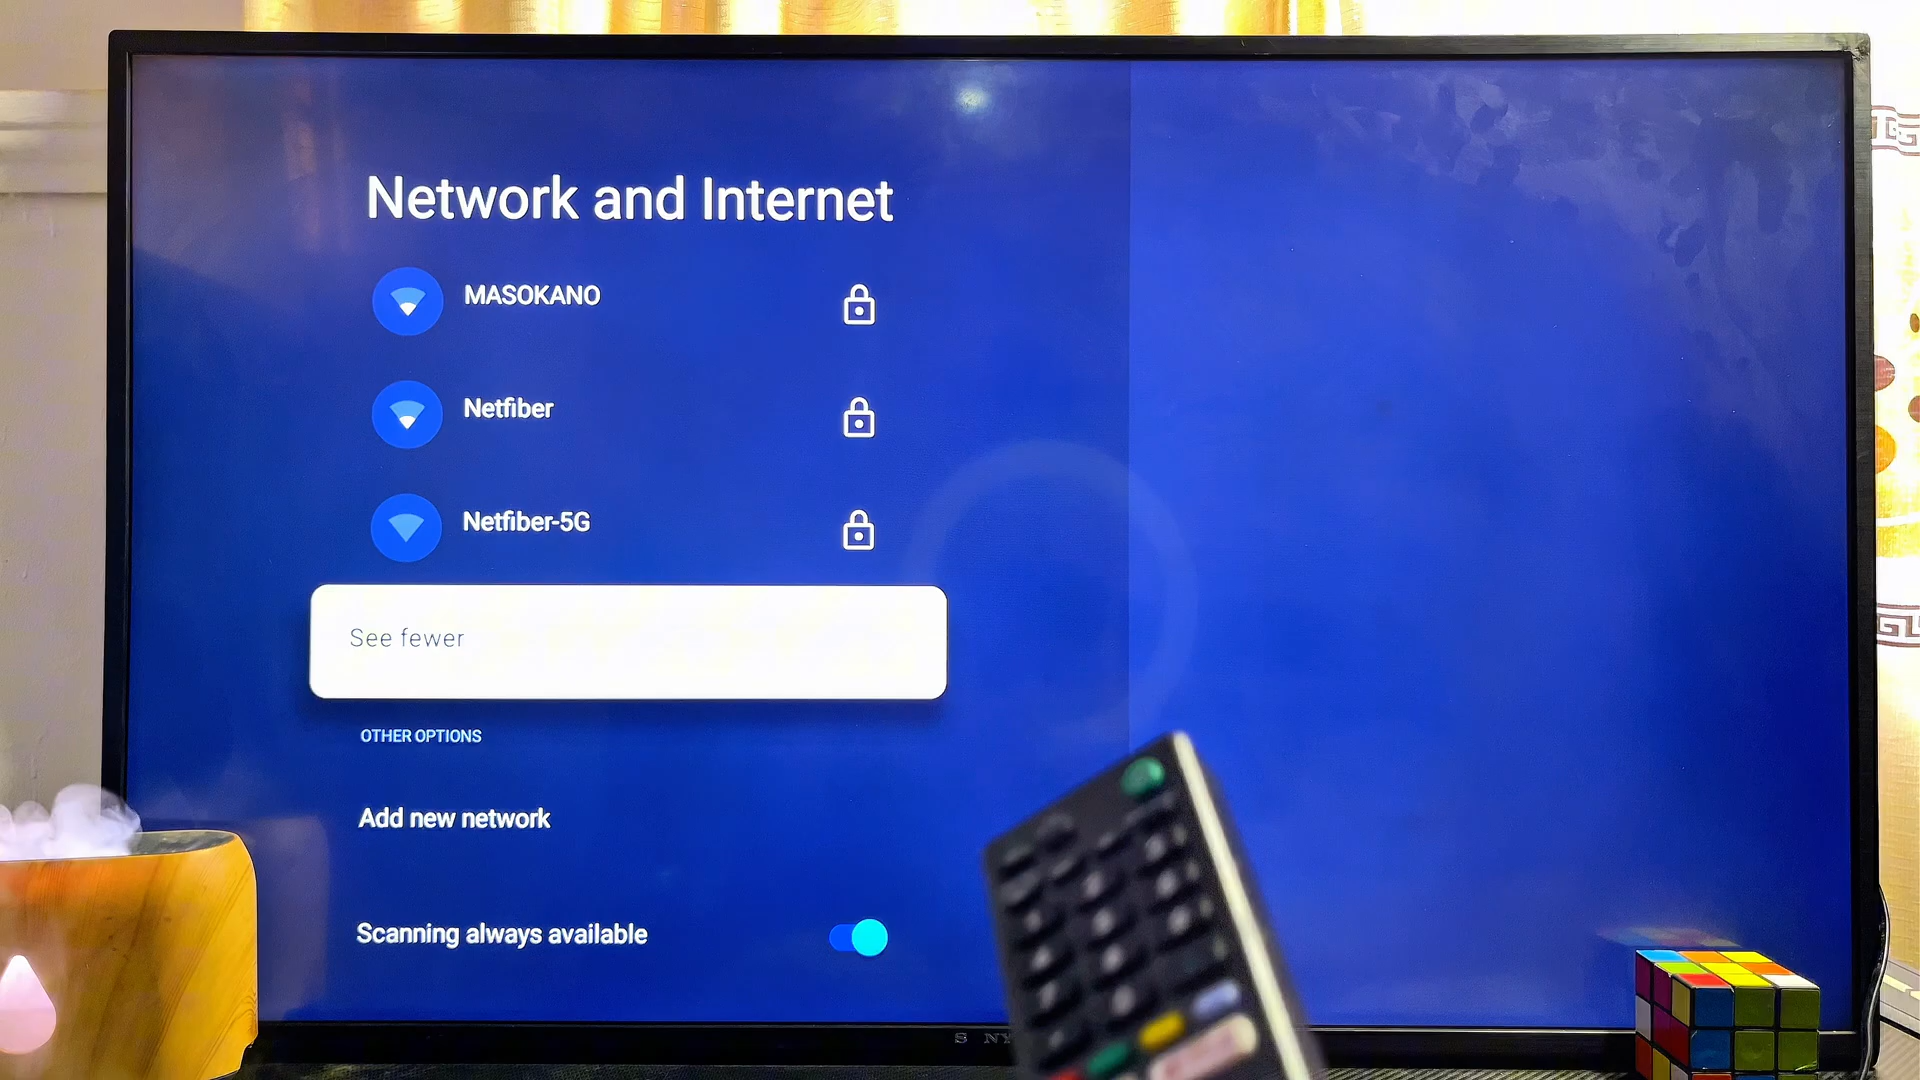 Network and Internet
MASOKANO
Netfiber
Netfiber-5G
See fewer
OTHER OPTIONS
Add new network
Scanning always available